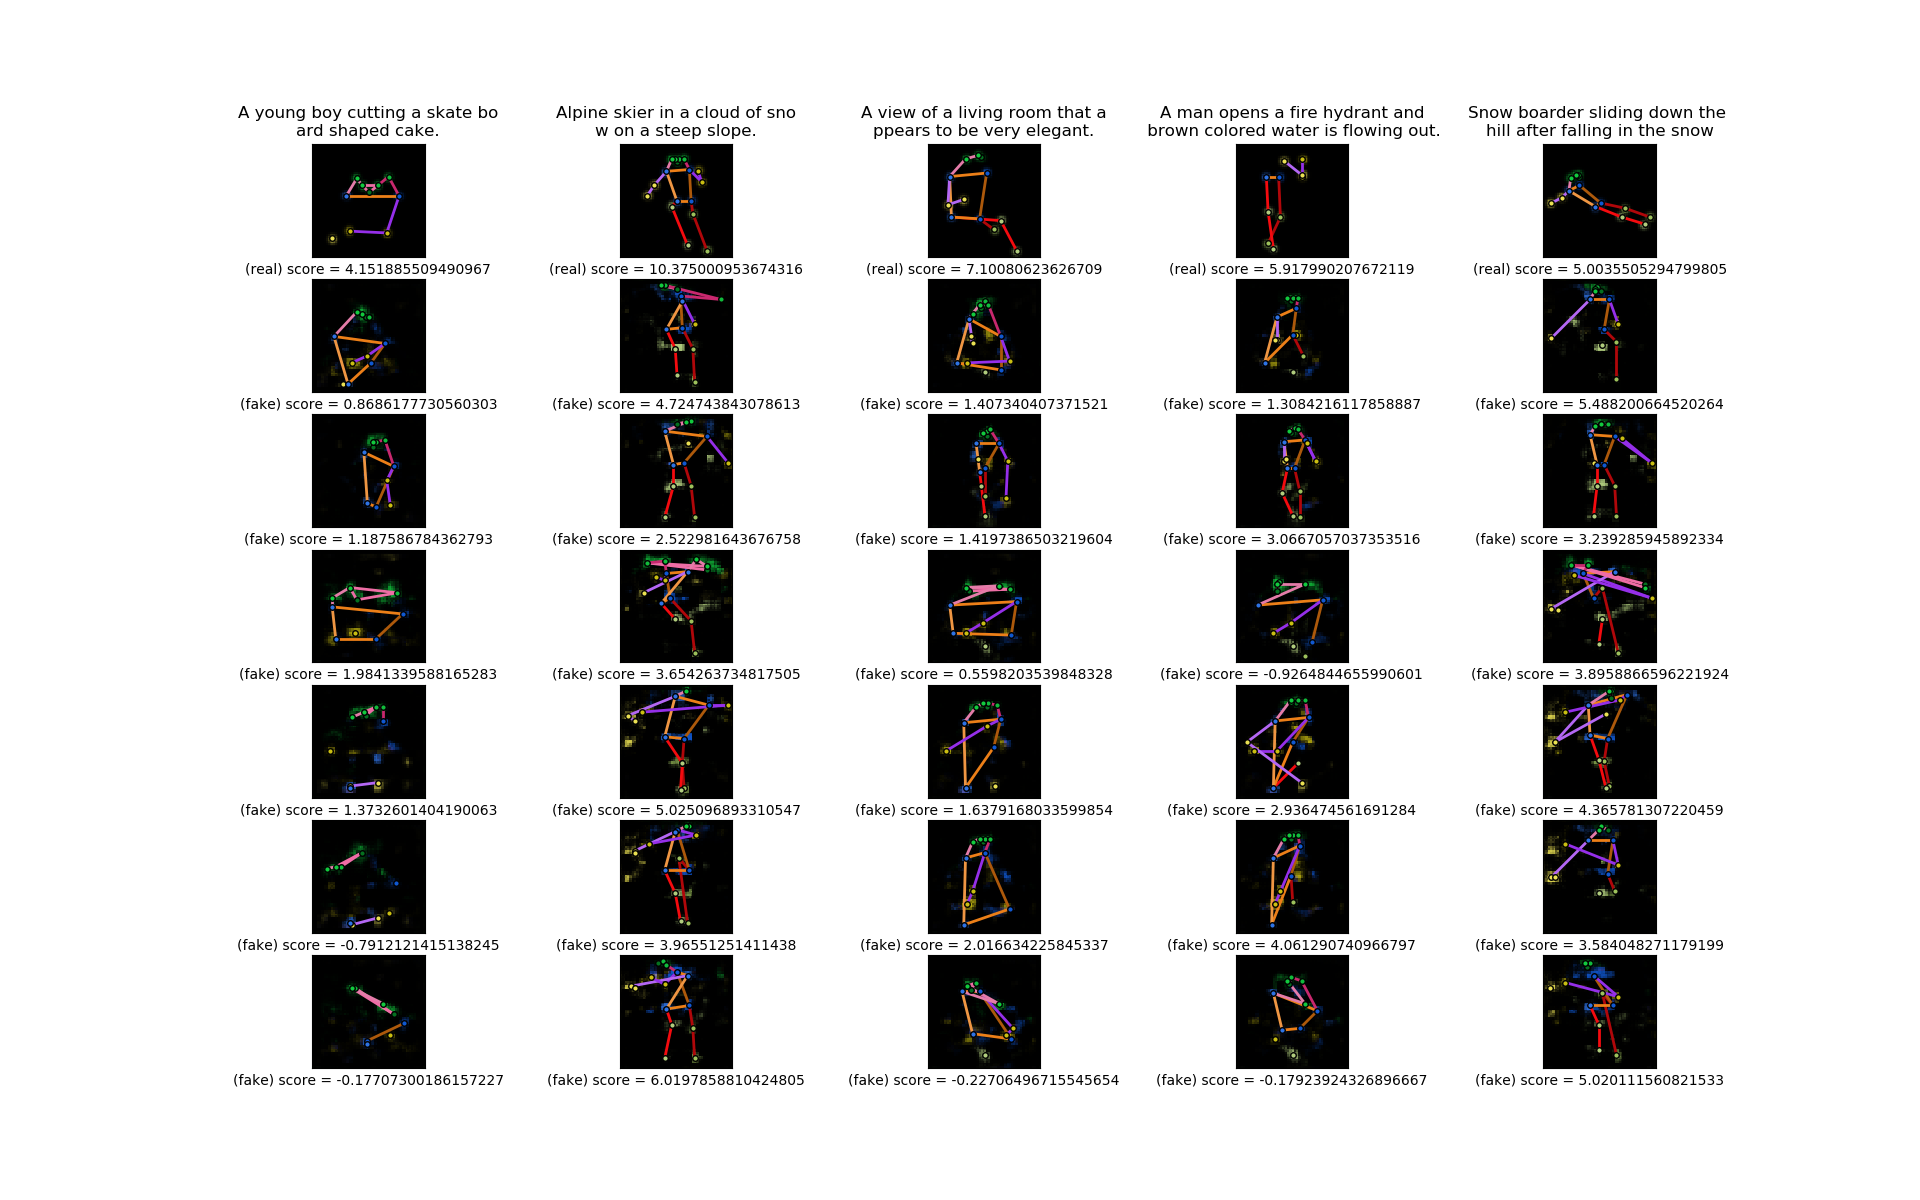 A young boy cutting a skate bo
ard shaped cake.
Alpine skier in a cloud of sno
w on a steep slope.
A view of a living room that a
ppears to be very elegant.
A man opens a fire hydrant and
brown colored water is flowing out.
Snow boarder sliding down the
hill after falling in the snow
(real) score = 4.151885509490967
(real) score = 10.375000953674316
(real) score = 7.10080623626709
(real) score = 5.917990207672119
(real) score = 5.0035505294799805
(fake) score = 0.8686177730560303
(fake) score = 4.724743843078613
(fake) score = 1.407340407371521
(fake) score = 1.3084216117858887
(fake) score = 5.488200664520264
(fake) score = 1.187586784362793
(fake) score = 2.522981643676758
(fake) score = 1.4197386503219604
(fake) score = 3.0667057037353516
(fake) score = 3.239285945892334
(fake) score = 1.9841339588165283
(fake) score = 3.654263734817505
(fake) score = 0.5598203539848328
(fake) score = -0.9264844655990601
(fake) score = 3.8958866596221924
(fake) score = 1.3732601404190063
(fake) score = 5.025096893310547
(fake) score = 1.6379168033599854
(fake) score = 2.936474561691284
(fake) score = 4.365781307220459
(fake) score = -0.7912121415138245
(fake) score = 3.96551251411438
(fake) score = 2.016634225845337
(fake) score = 4.061290740966797
(fake) score = 3.584048271179199
(fake) score = -0.17707300186157227
(fake) score = 6.0197858810424805
(fake) score = -0.22706496715545654
(fake) score = -0.17923924326896667
(fake) score = 5.020111560821533